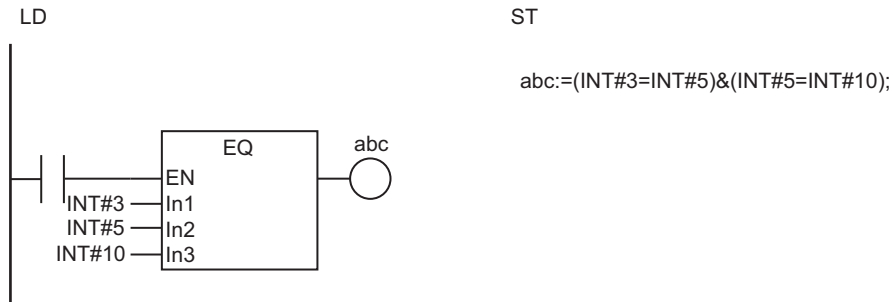 LD
ST
abc:=(INT#3=INT#5)&(INT#5=INT#10);
EQ
abc
EN
INT#3 In1
INT#5 In2
INT#10 In3